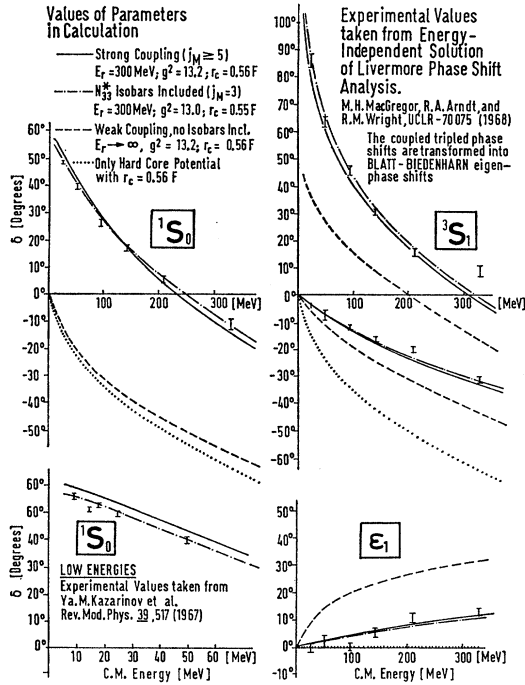 Values of Parameters
in Calculation
Strong Coupling (j_M ≥ 5)
E_r = 300 MeV; g² = 13.2; r_c = 0.56 F
N*_33 Isobars Included (j_M = 3)
E_r = 300 MeV; g² = 13.0; r_c = 0.55 F
Weak Coupling, no Isobars Incl.
E_r → ∞, g² = 13.2; r_c = 0.56 F
Only Hard Core Potential
with r_c = 0.56 F
Experimental Values
taken from Energy-
Independent Solution
of Livermore Phase Shift
Analysis.
M.H. MacGregor, R.A. Arndt, and
R.M. Wright, UCLR-70075 (1968)
The coupled tripled phase
shifts are transformed into
BLATT-BIEDENHARN eigen-
phase shifts
60°
50°
40°
30°
20°
10°
0°
-10°
-20°
-30°
-40°
-50°
δ [Degrees]
¹S₀
100 200 300 [MeV]
100°
90°
80°
70°
60°
50°
40°
30°
20°
10°
0°
-10°
-20°
-30°
-40°
-50°
-60°
³S₁
100 200 300 [MeV]
60°
50°
40°
30°
20°
10°
0°
δ [Degrees]
¹S₀
LOW ENERGIES
Experimental Values taken from
Ya.M. Kazarinov et al.
Rev. Mod. Phys. 39, 517 (1967)
10 20 30 40 50 60 [MeV]
C.M. Energy [MeV]
50°
40°
30°
20°
10°
0°
-10°
ε₁
100 200 300 [MeV]
C.M. Energy [MeV]